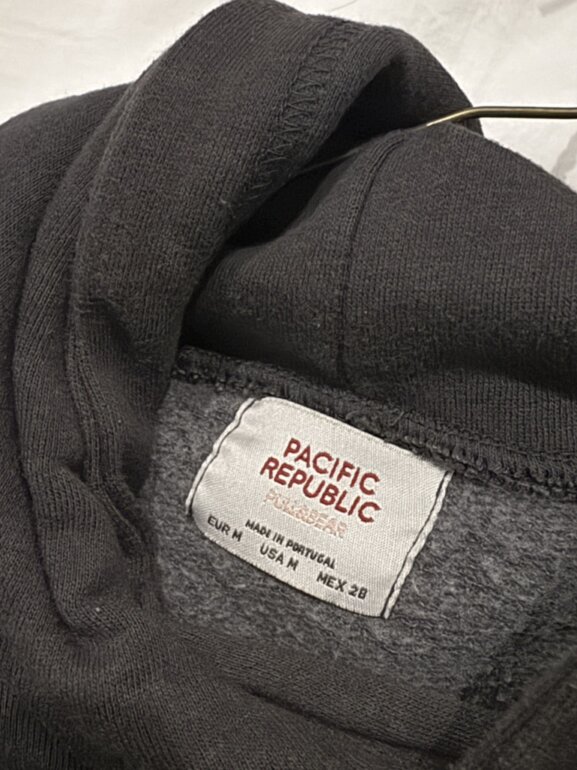 PACIFIC
REPUBLIC
PULL&BEAR
MADE IN PORTUGAL
EUR M USA M MEX 28